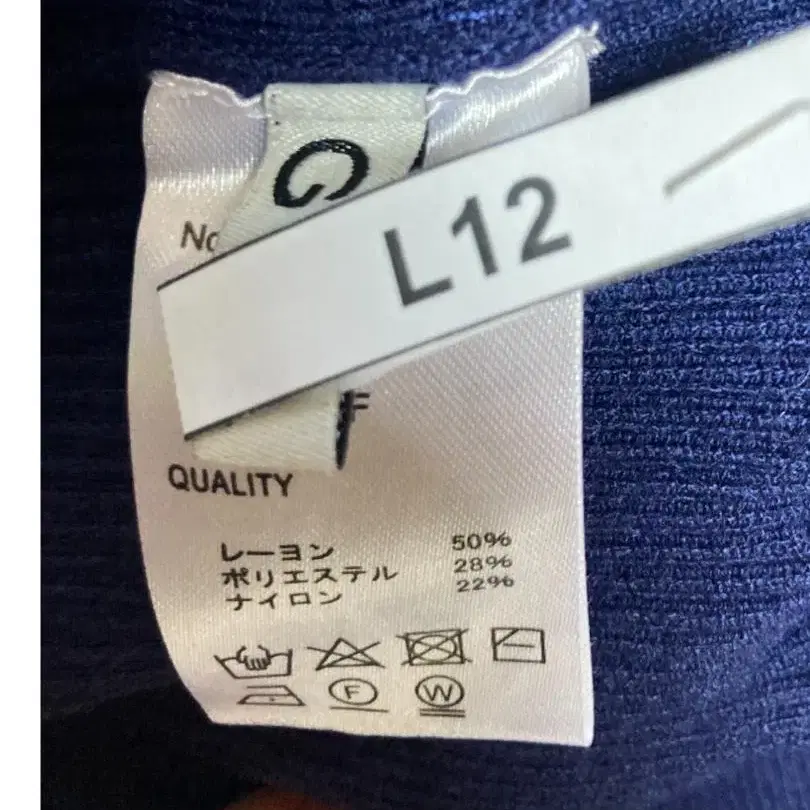 G
No
L12
F
QUALITY
レーヨン 50%
ポリエステル 28%
ナイロン 22%
F W